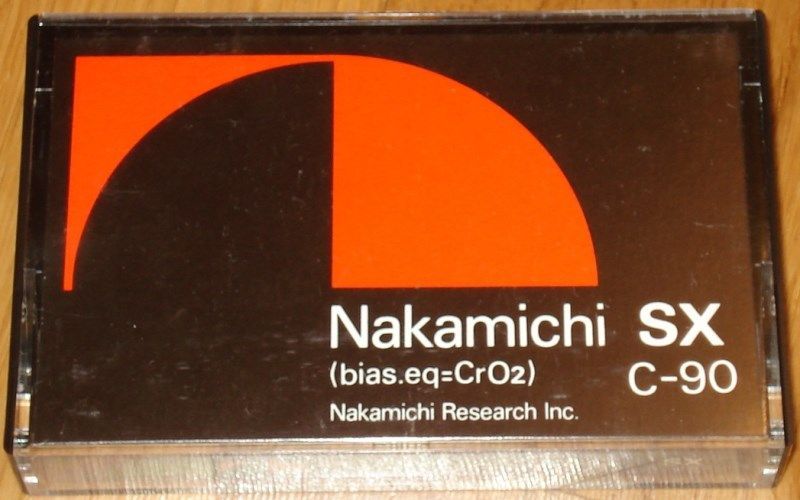 Nakamichi SX
(bias.eq=CrO2) C-90
Nakamichi Research Inc.